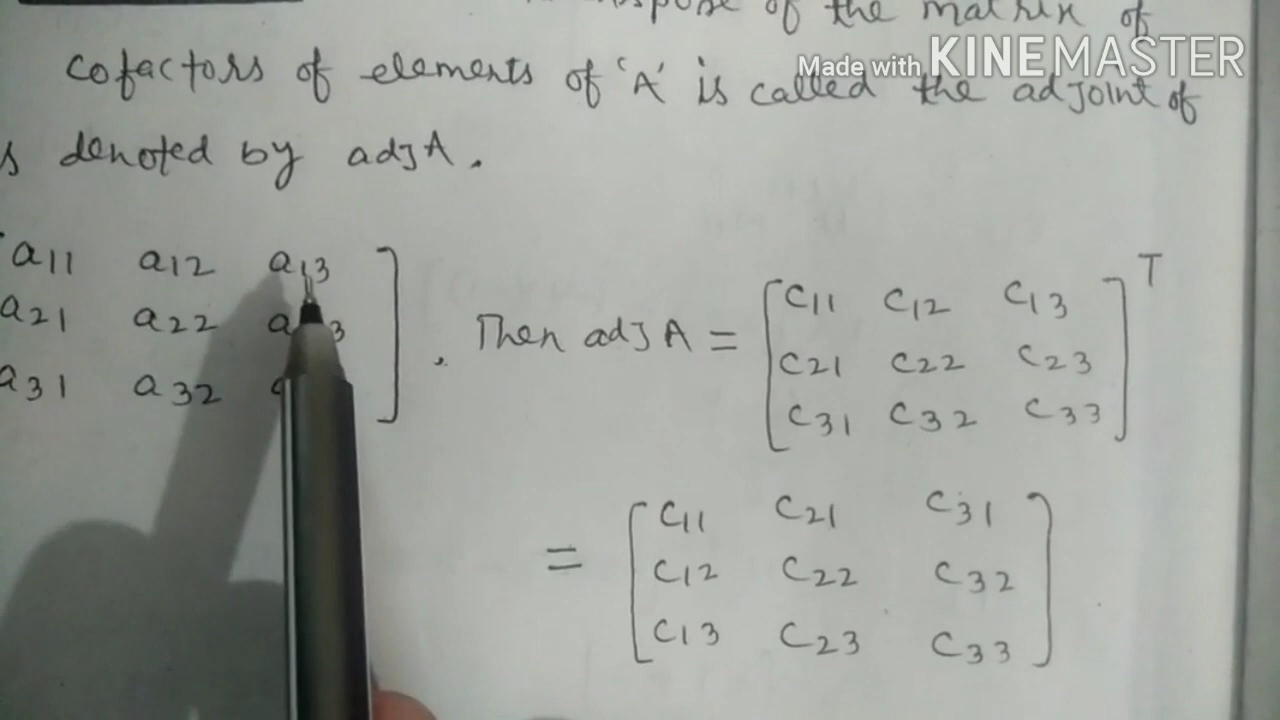 of the matrix of
Made with KINEMASTER
cofactors of elements of 'A' is called the adjoint of
denoted by adj A.
a11 a12 a13
a21 a22
a31 a32
. Then adj A = [ C11 C12 C13 ] T
C21 C22 C23
C31 C32 C33
= [ C11 C21 C31 ]
C12 C22 C32
C13 C23 C33